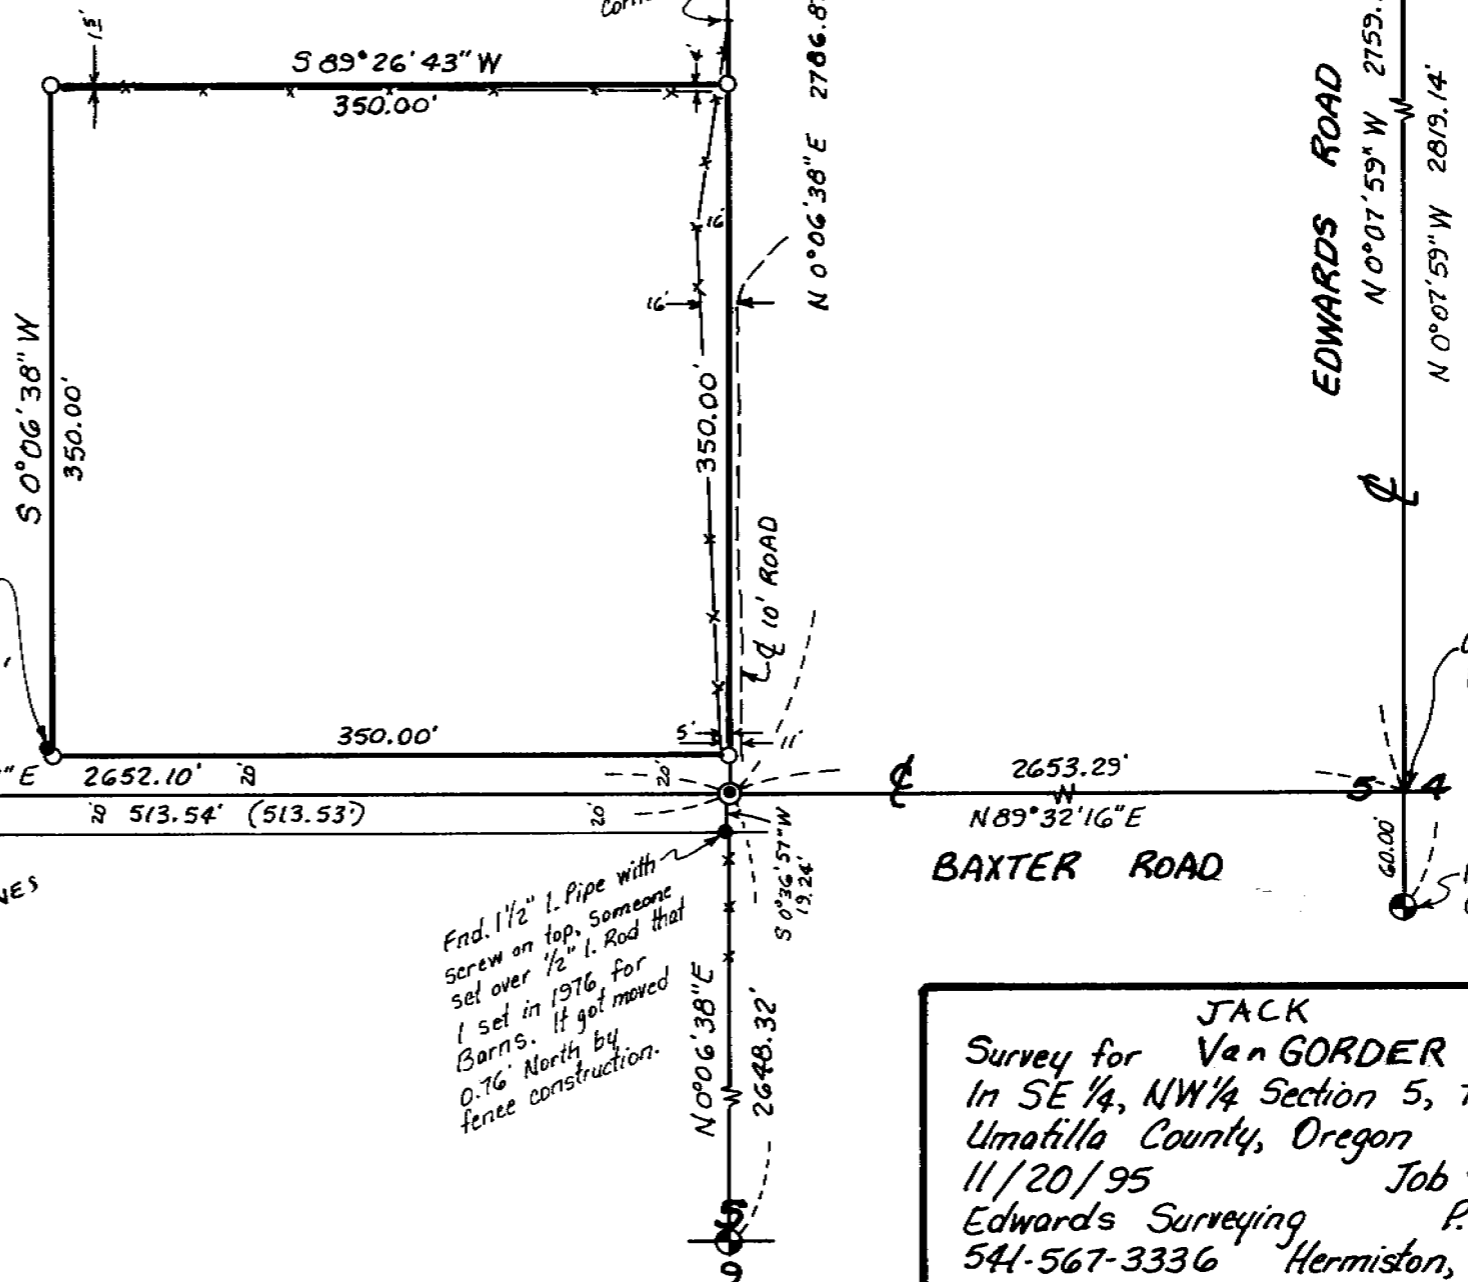 15'
S 89°26'43" W
350.00'
4'
N 0°06'38" E 2786.8
EDWARDS ROAD
N 0°07'59" W 2759.
N 0°07'59" W 2819.14'
S 0°06'38" W
350.00'
16'
16'
350.00'
℄ 10' ROAD
℄
350.00'
5'
11'
" E 2652.10' 20'
20'
℄
2653.29'
5 4
20' 513.54' (513.53')
20'
N 89°32'16" E
S 0°36'57" W
19.24'
60.00'
BAXTER ROAD
NES
Fnd. 1 1/2" I. Pipe with
screw on top, Someone
set over 1/2" I. Rod that
I set in 1976 for
Barns. It got moved
0.76' North by
fence construction.
N 0°06'38" E
2648.32'
5
JACK
Survey for Van GORDER
In SE 1/4, NW 1/4 Section 5,
Umatilla County, Oregon
11/20/95 Job
Edwards Surveying P.
541-567-3336 Hermiston,